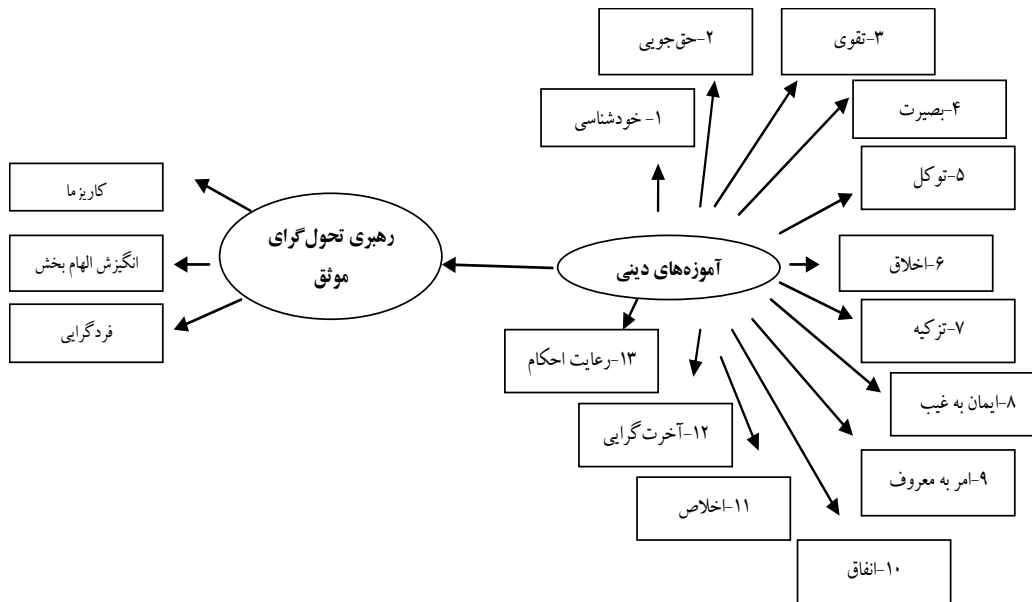 ۱- خودشناسی
۲-حق‌جویی
۳-تقوی
۴-بصیرت
۵-توکل
۶-اخلاق
۷-تزکیه
۸-ایمان به غیب
۹-امر به معروف
۱۰-انفاق
۱۱-اخلاص
۱۲-آخرت‌گرایی
۱۳-رعایت احکام
آموزه‌های دینی
رهبری تحول‌گرای
موثق
کاریزما
انگیزش الهام بخش
فردگرایی